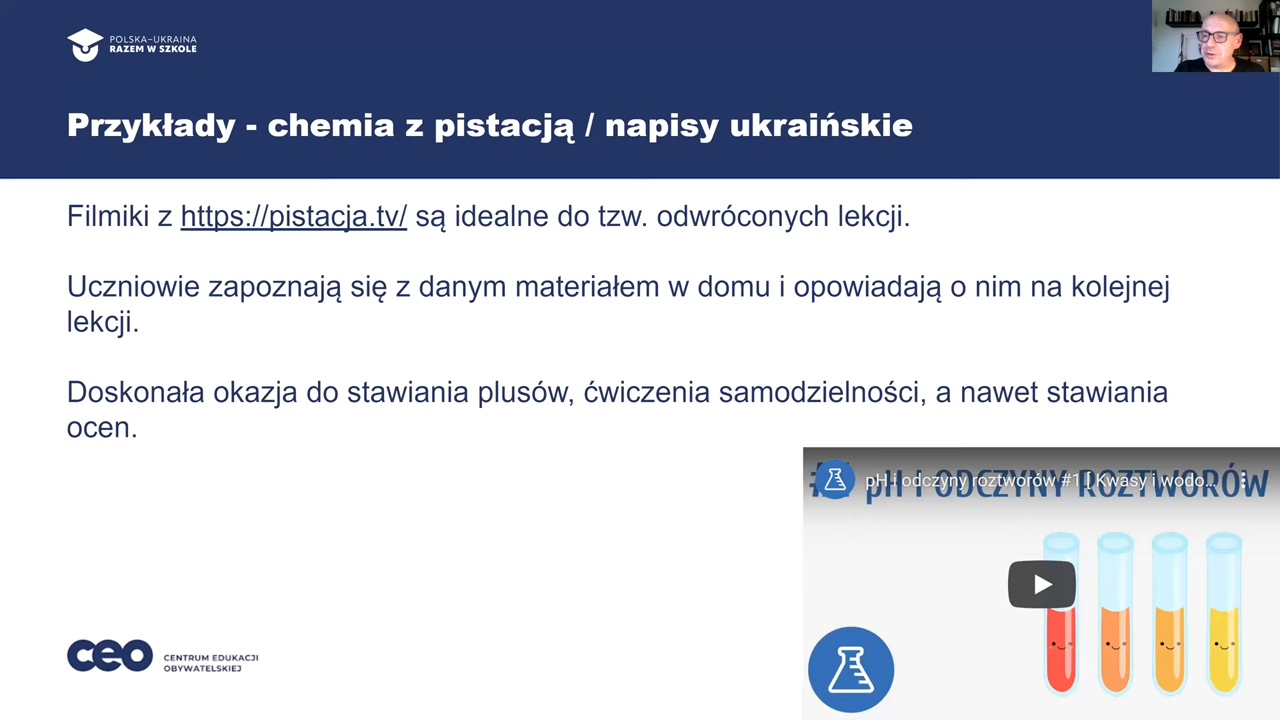 POLSKA–UKRAINA
RAZEM W SZKOLE
Przykłady - chemia z pistacją / napisy ukraińskie
Filmiki z https://pistacja.tv/ są idealne do tzw. odwróconych lekcji.
Uczniowie zapoznają się z danym materiałem w domu i opowiadają o nim na kolejnej
lekcji.
Doskonała okazja do stawiania plusów, ćwiczenia samodzielności, a nawet stawiania
ocen.
pH i odczyny roztworów #1 [ Kwasy i wodo...
pH I ODCZYNY ROZTWORÓW
ceo
CENTRUM EDUKACJI
OBYWATELSKIEJ